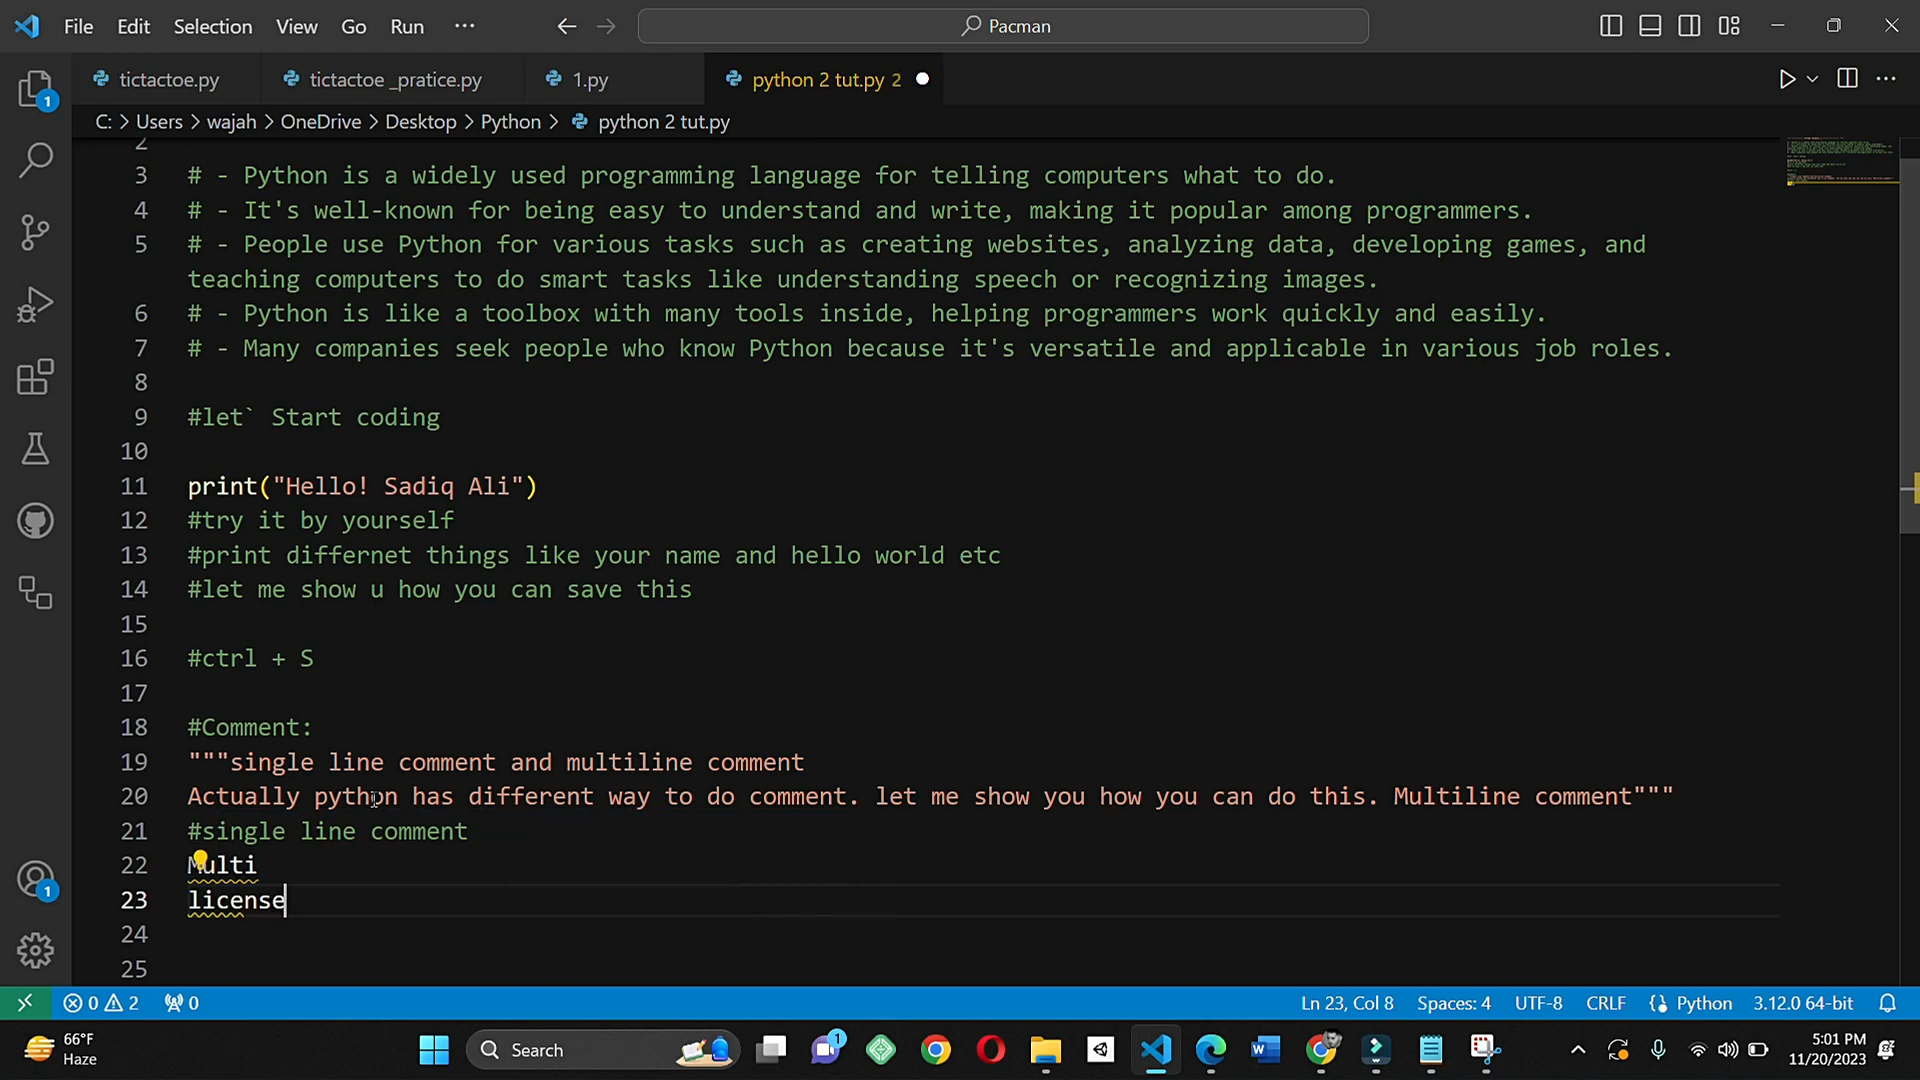 File Edit Selection View Go Run ··· Pacman
tictactoe.py tictactoe _pratice.py 1.py python 2 tut.py 2
C: > Users > wajah > OneDrive > Desktop > Python > python 2 tut.py
2
3 # - Python is a widely used programming language for telling computers what to do.
4 # - It's well-known for being easy to understand and write, making it popular among programmers.
5 # - People use Python for various tasks such as creating websites, analyzing data, developing games, and
teaching computers to do smart tasks like understanding speech or recognizing images.
6 # - Python is like a toolbox with many tools inside, helping programmers work quickly and easily.
7 # - Many companies seek people who know Python because it's versatile and applicable in various job roles.
8
9 #let` Start coding
10
11 print("Hello! Sadiq Ali")
12 #try it by yourself
13 #print differnet things like your name and hello world etc
14 #let me show u how you can save this
15
16 #ctrl + S
17
18 #Comment:
19 """single line comment and multiline comment
20 Actually python has different way to do comment. let me show you how you can do this. Multiline comment"""
21 #single line comment
22 Multi
23 license
24
25
0 2 0 Ln 23, Col 8 Spaces: 4 UTF-8 CRLF Python 3.12.0 64-bit
66°F
Haze
Search
5:01 PM
11/20/2023